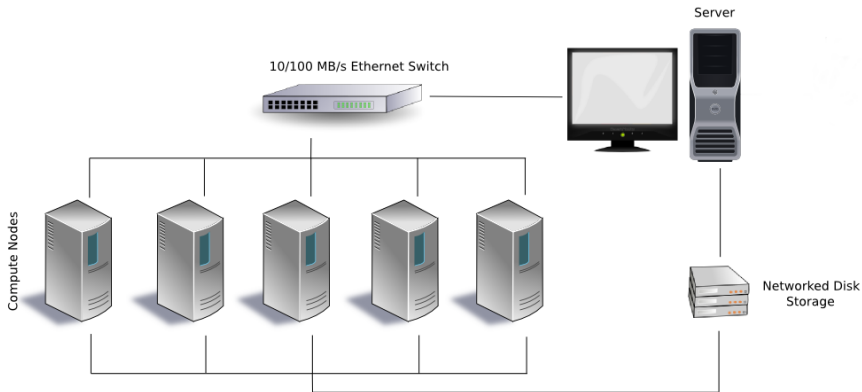 Server
10/100 MB/s Ethernet Switch
Compute Nodes
Networked Disk
Storage